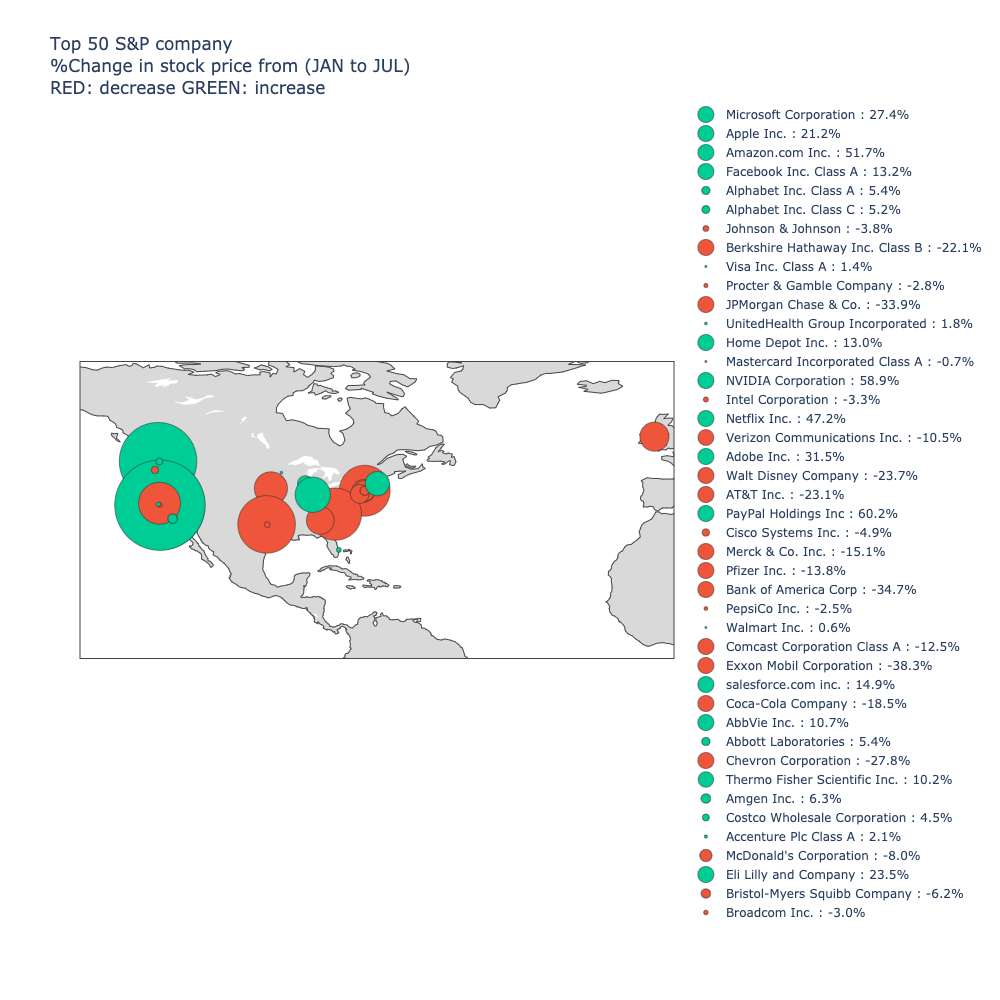 Top 50 S&P company
%Change in stock price from (JAN to JUL)
RED: decrease GREEN: increase
Microsoft Corporation : 27.4%
Apple Inc. : 21.2%
Amazon.com Inc. : 51.7%
Facebook Inc. Class A : 13.2%
Alphabet Inc. Class A : 5.4%
Alphabet Inc. Class C : 5.2%
Johnson & Johnson : -3.8%
Berkshire Hathaway Inc. Class B : -22.1%
Visa Inc. Class A : 1.4%
Procter & Gamble Company : -2.8%
JPMorgan Chase & Co. : -33.9%
UnitedHealth Group Incorporated : 1.8%
Home Depot Inc. : 13.0%
Mastercard Incorporated Class A : -0.7%
NVIDIA Corporation : 58.9%
Intel Corporation : -3.3%
Netflix Inc. : 47.2%
Verizon Communications Inc. : -10.5%
Adobe Inc. : 31.5%
Walt Disney Company : -23.7%
AT&T Inc. : -23.1%
PayPal Holdings Inc : 60.2%
Cisco Systems Inc. : -4.9%
Merck & Co. Inc. : -15.1%
Pfizer Inc. : -13.8%
Bank of America Corp : -34.7%
PepsiCo Inc. : -2.5%
Walmart Inc. : 0.6%
Comcast Corporation Class A : -12.5%
Exxon Mobil Corporation : -38.3%
salesforce.com inc. : 14.9%
Coca-Cola Company : -18.5%
AbbVie Inc. : 10.7%
Abbott Laboratories : 5.4%
Chevron Corporation : -27.8%
Thermo Fisher Scientific Inc. : 10.2%
Amgen Inc. : 6.3%
Costco Wholesale Corporation : 4.5%
Accenture Plc Class A : 2.1%
McDonald's Corporation : -8.0%
Eli Lilly and Company : 23.5%
Bristol-Myers Squibb Company : -6.2%
Broadcom Inc. : -3.0%